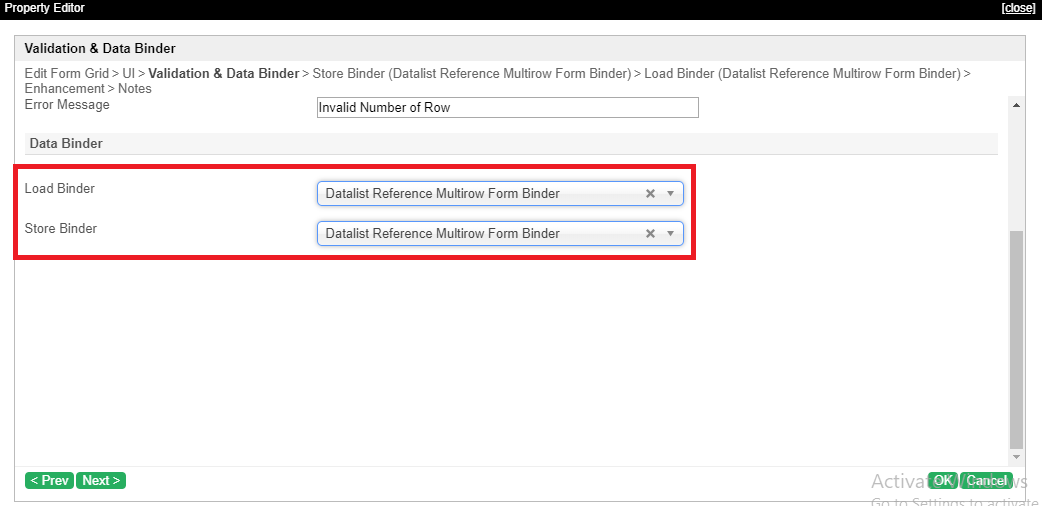 Property Editor [close]
Validation & Data Binder
Edit Form Grid > UI > Validation & Data Binder > Store Binder (Datalist Reference Multirow Form Binder) > Load Binder (Datalist Reference Multirow Form Binder) >
Enhancement > Notes
Error Message Invalid Number of Row
Data Binder
Load Binder Datalist Reference Multirow Form Binder
Store Binder Datalist Reference Multirow Form Binder
< Prev Next > OK Cancel
Activate Windows
Go to Settings to activate